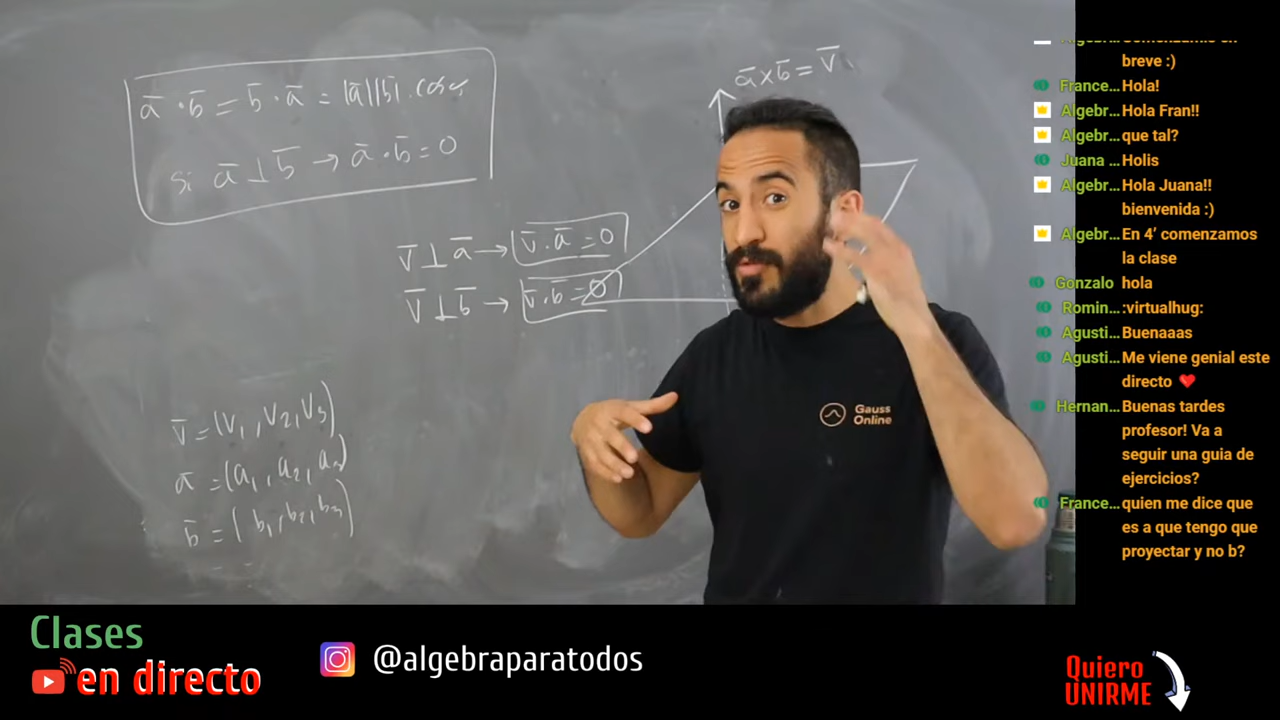 a̅ · b̅ = b̅ · a̅ = |a̅||b̅| . cos α
si a̅ ⊥ b̅ → a̅ · b̅ = 0
a̅ x b̅ = v̅
v̅ ⊥ a̅ → v̅ . a̅ = 0
v̅ ⊥ b̅ → v̅ . b̅ = 0
v̅ = (v₁, v₂, v₃)
a̅ = (a₁, a₂, a₃)
b̅ = (b₁, b₂, b₃)
Gauss
Online
breve :)
France... Hola!
Algebr... Hola Fran!!
Algebr... que tal?
Juana ... Holis
Algebr... Hola Juana!!
bienvenida :)
Algebr... En 4' comenzamos
la clase
Gonzalo hola
Romin... :virtualhug:
Agusti... Buenaaas
Agusti... Me viene genial este
directo ❤️
Hernan... Buenas tardes
profesor! Va a
seguir una guia de
ejercicios?
France... quien me dice que
es a que tengo que
proyectar y no b?
Clases
en directo
@algebraparatodos
Quiero
UNIRME